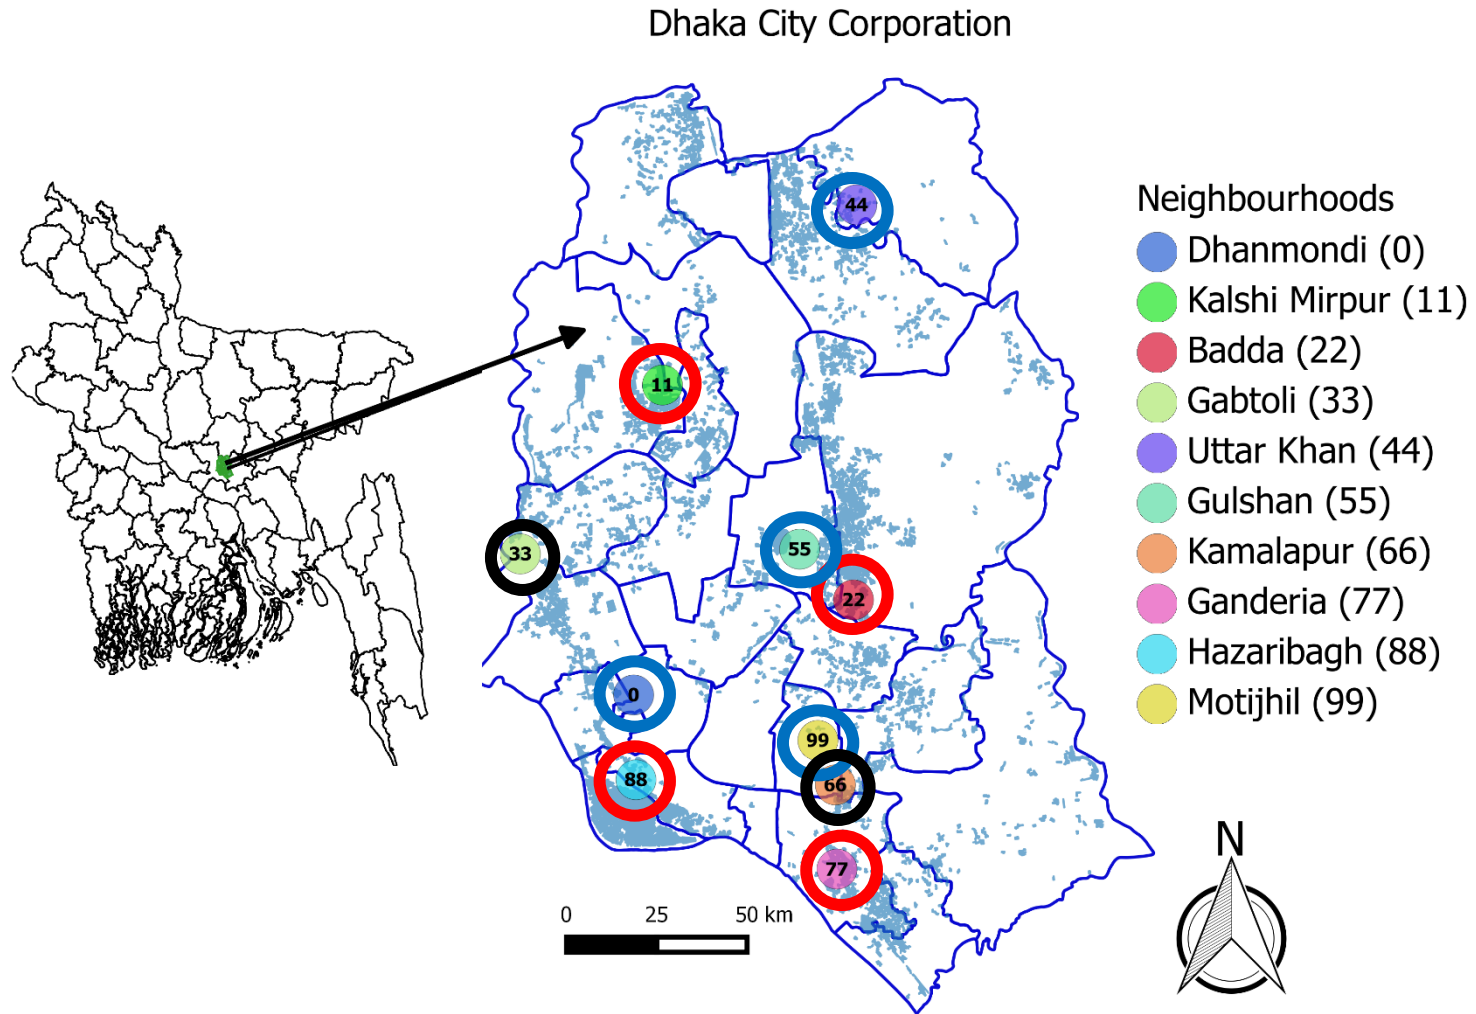 Dhaka City Corporation
44
11
33
55
22
0
99
88
66
77
0 25 50 km
Neighbourhoods
Dhanmondi (0)
Kalshi Mirpur (11)
Badda (22)
Gabtoli (33)
Uttar Khan (44)
Gulshan (55)
Kamalapur (66)
Ganderia (77)
Hazaribagh (88)
Motijhil (99)
N